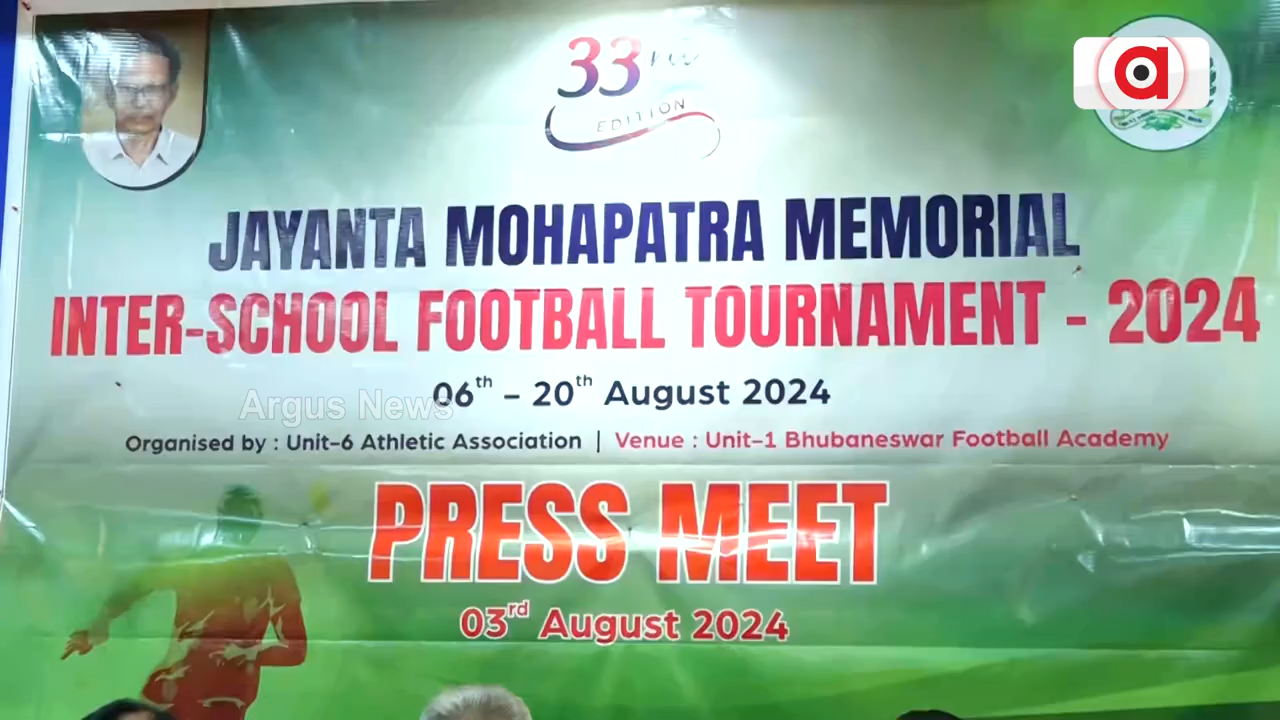 33rd
EDITION
JAYANTA MOHAPATRA MEMORIAL
INTER-SCHOOL FOOTBALL TOURNAMENT - 2024
06th - 20th August 2024
Argus News
Organised by : Unit-6 Athletic Association | Venue : Unit-1 Bhubaneswar Football Academy
PRESS MEET
03rd August 2024